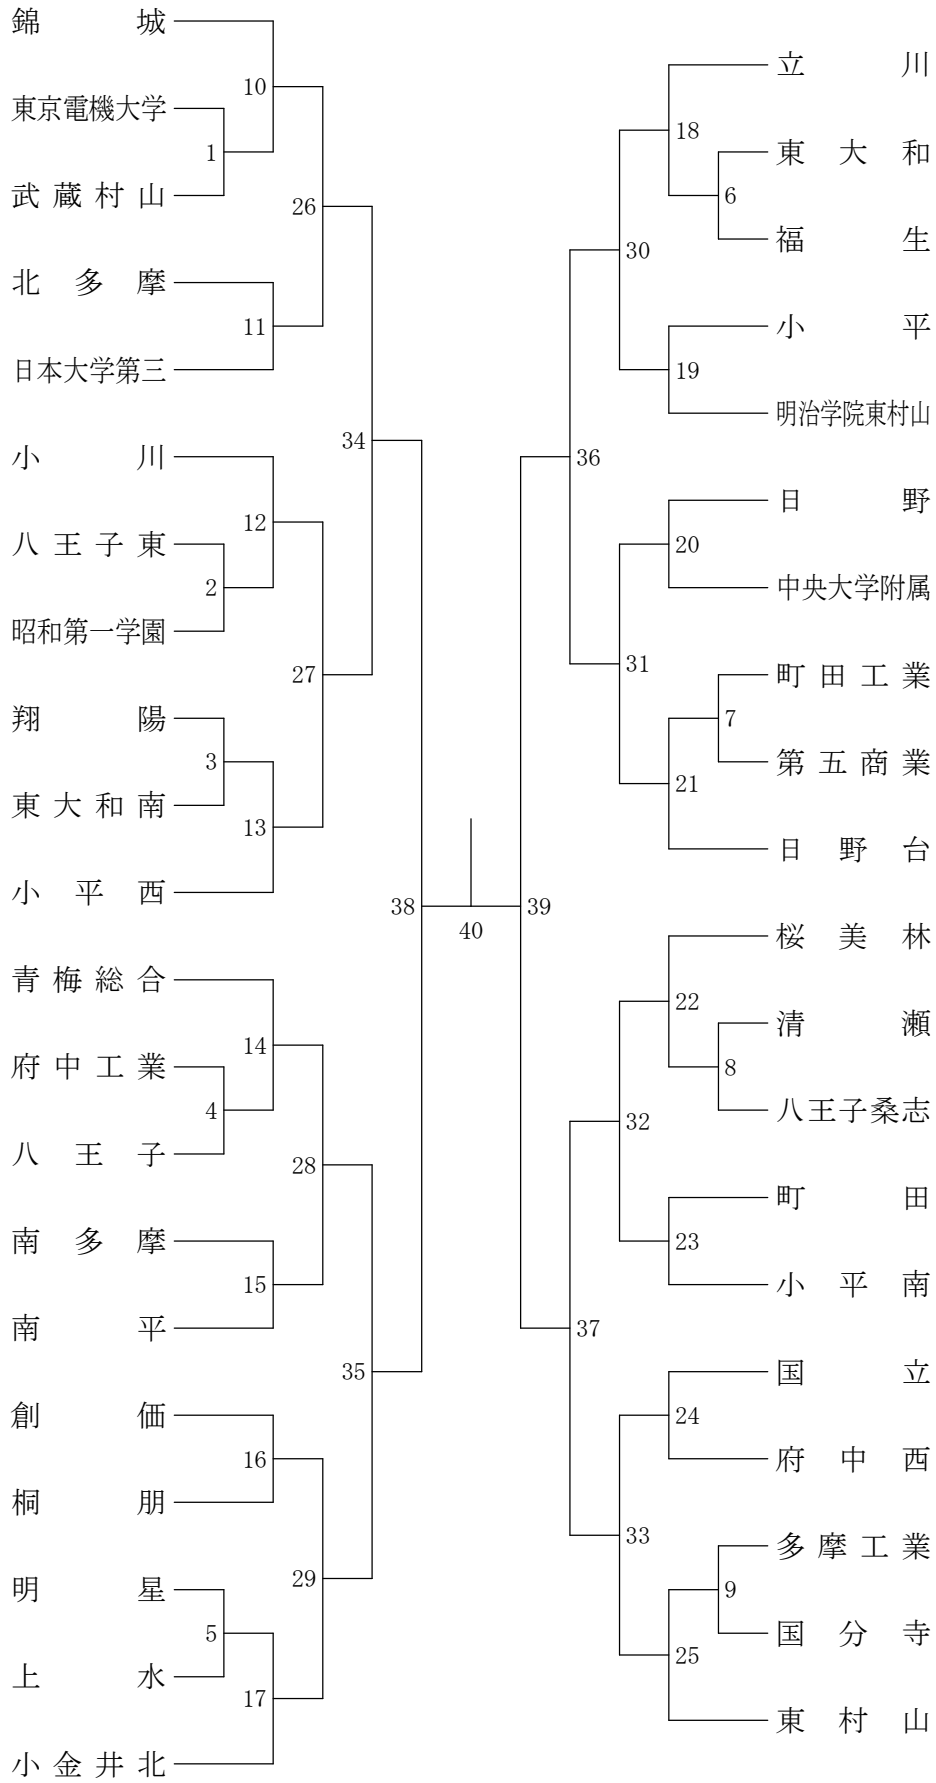 錦城
東京電機大学
武蔵村山
北多摩
日本大学第三
小川
八王子東
昭和第一学園
翔陽
東大和南
小平西
青梅総合
府中工業
八王子
南多摩
南平
創価
桐朋
明星
上水
小金井北
1
2
3
4
5
10
11
12
13
14
15
16
17
26
27
28
29
34
35
38
40
39
36
37
30
31
32
33
18
19
20
21
22
23
24
25
6
7
8
9
立川
東大和
福生
小平
明治学院東村山
日野
中央大学附属
町田工業
第五商業
日野台
桜美林
清瀬
八王子桑志
町田
小平南
国立
府中西
多摩工業
国分寺
東村山